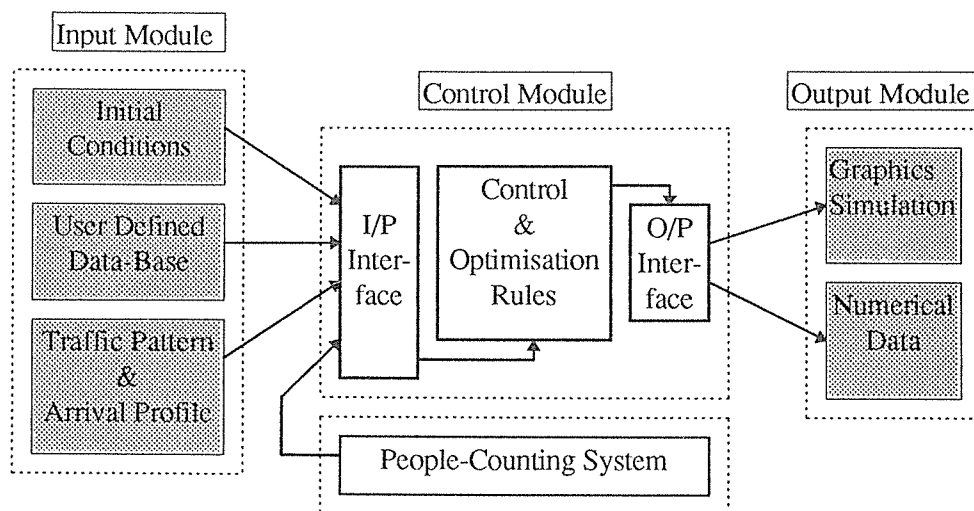 Input Module
Initial
Conditions
User Defined
Data-Base
Traffic Pattern
&
Arrival Profile
Control Module
I/P
Inter-
face
Control
&
Optimisation
Rules
O/P
Inter-
face
People-Counting System
Output Module
Graphics
Simulation
Numerical
Data